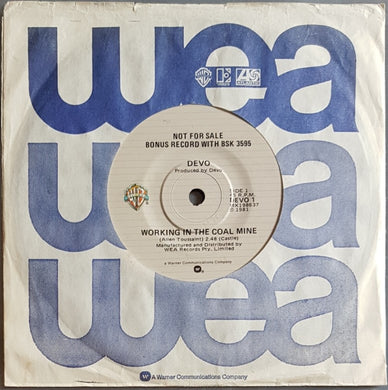 wea
NOT FOR SALE
BONUS RECORD WITH BSK 3595
DEVO
Produced by Devo
SIDE 1
DEVO 1
MX198637
℗ 1981
WORKING IN THE COAL MINE
(Allen Toussaint) 2.48 (Castle)
Manufactured and Distributed by
WEA Records Pty. Limited
A Warner Communications Company
wea
wea
A Warner Communications Company